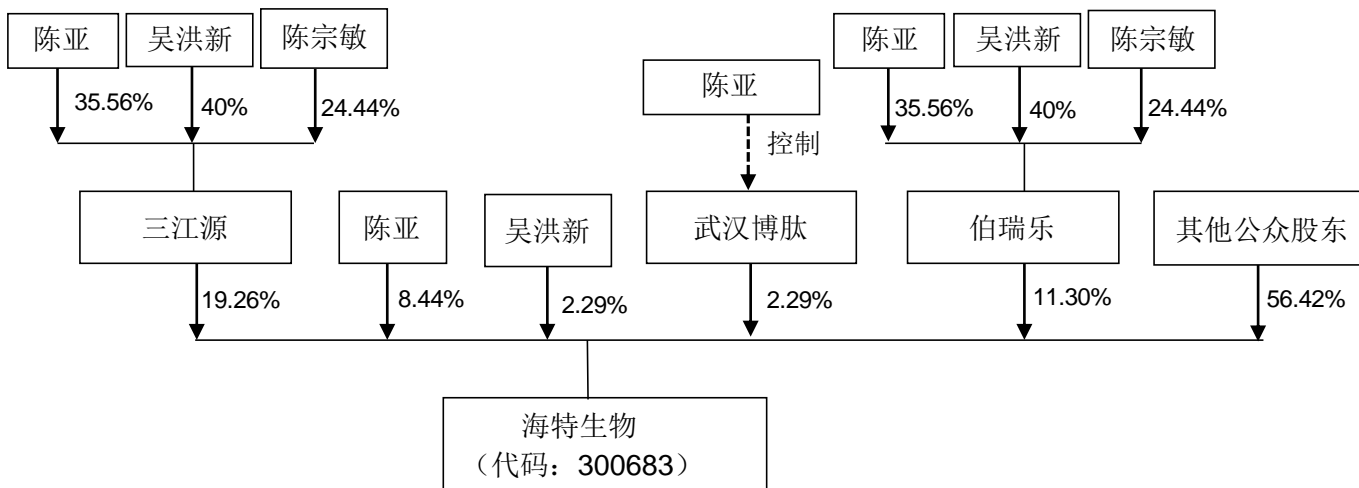 陈亚
吴洪新
陈宗敏
陈亚
吴洪新
陈宗敏
陈亚
35.56%
40%
24.44%
35.56%
40%
24.44%
控制
三江源
陈亚
吴洪新
武汉博肽
伯瑞乐
其他公众股东
19.26%
8.44%
2.29%
2.29%
11.30%
56.42%
海特生物
（代码：300683）